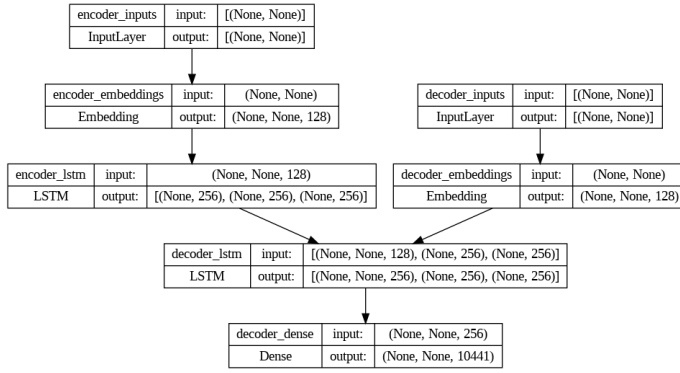 encoder_inputs input: [(None, None)]
InputLayer output: [(None, None)]
encoder_embeddings input: (None, None)
Embedding output: (None, None, 128)
decoder_inputs input: [(None, None)]
InputLayer output: [(None, None)]
encoder_lstm input: (None, None, 128)
LSTM output: [(None, 256), (None, 256), (None, 256)]
decoder_embeddings input: (None, None)
Embedding output: (None, None, 128)
decoder_lstm input: [(None, None, 128), (None, 256), (None, 256)]
LSTM output: [(None, None, 256), (None, 256), (None, 256)]
decoder_dense input: (None, None, 256)
Dense output: (None, None, 10441)